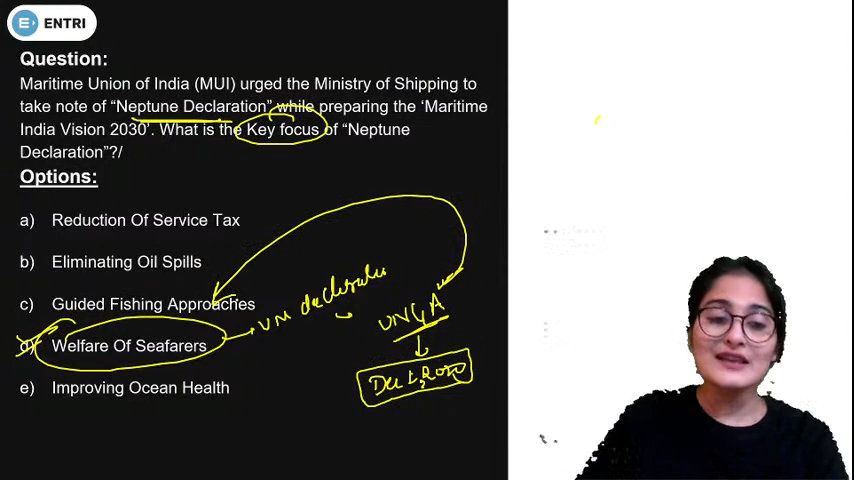 ENTRI
Question:
Maritime Union of India (MUI) urged the Ministry of Shipping to
take note of “Neptune Declaration” while preparing the ‘Maritime
India Vision 2030’. What is the Key focus of “Neptune
Declaration”?/
Options:
a) Reduction Of Service Tax
b) Eliminating Oil Spills
c) Guided Fishing Approaches
UN declaration
UNGA
d) Welfare Of Seafarers
Dec 1, 2020
e) Improving Ocean Health